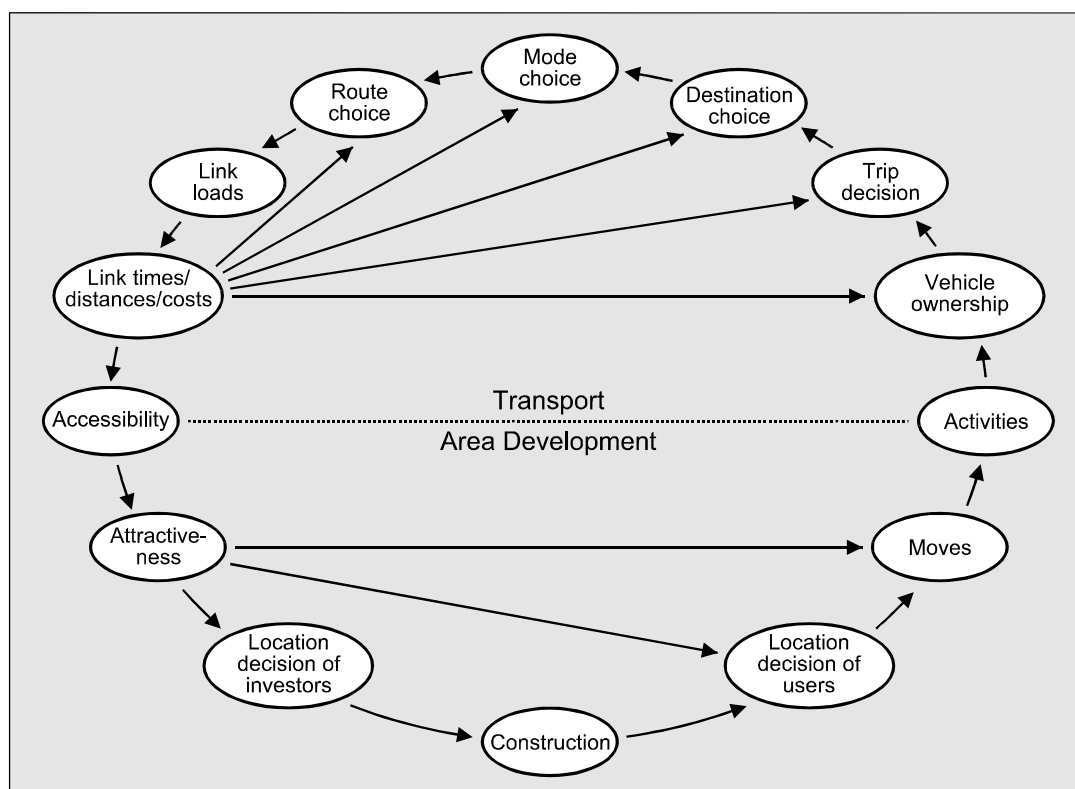 Mode
choice
Route
choice
Destination
choice
Link
loads
Trip
decision
Link times/
distances/costs
Vehicle
ownership
Accessibility
Transport
Area Development
Activities
Attractive-
ness
Moves
Location
decision of
investors
Location
decision of
users
Construction